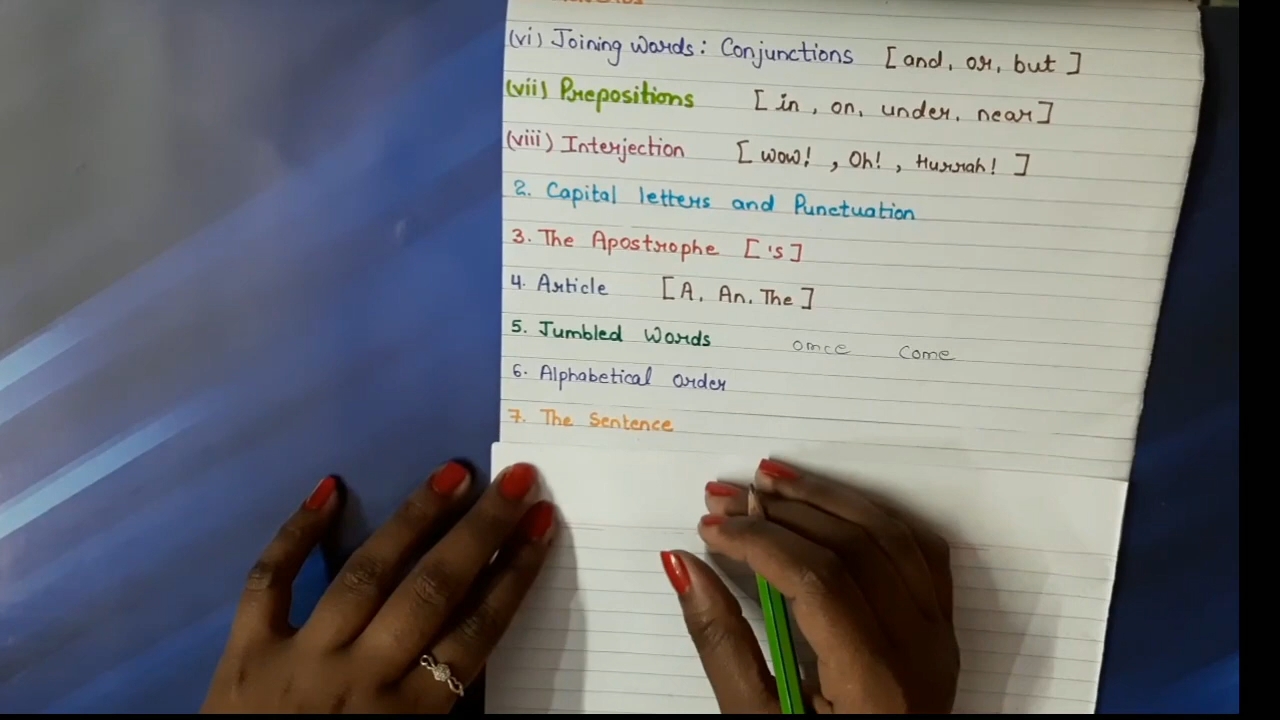 (vi) Joining words: Conjunctions [and, or, but]
(vii) Prepositions [in, on, under, near]
(viii) Interjection [Wow!, Oh!, Hurrah!]
2. Capital letters and Punctuation
3. The Apostrophe ['s]
4. Article [A, An, The]
5. Jumbled Words omce come
6. Alphabetical order
7. The Sentence